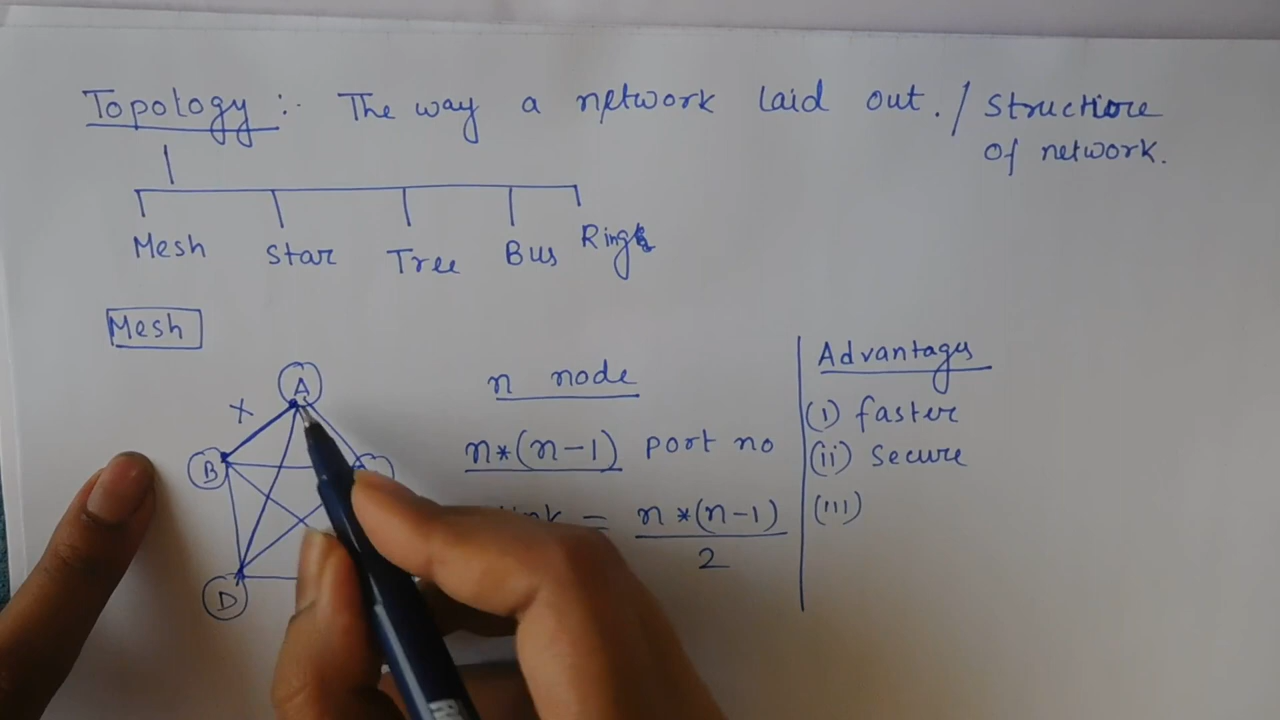 Topology :- The way a network laid out. / Structure
of network.
Mesh Star Tree Bus Ring
Mesh
A
B
D
n node
n*(n-1) port no
= n*(n-1)
2
Advantages
(i) faster
(ii) secure
(iii)
X